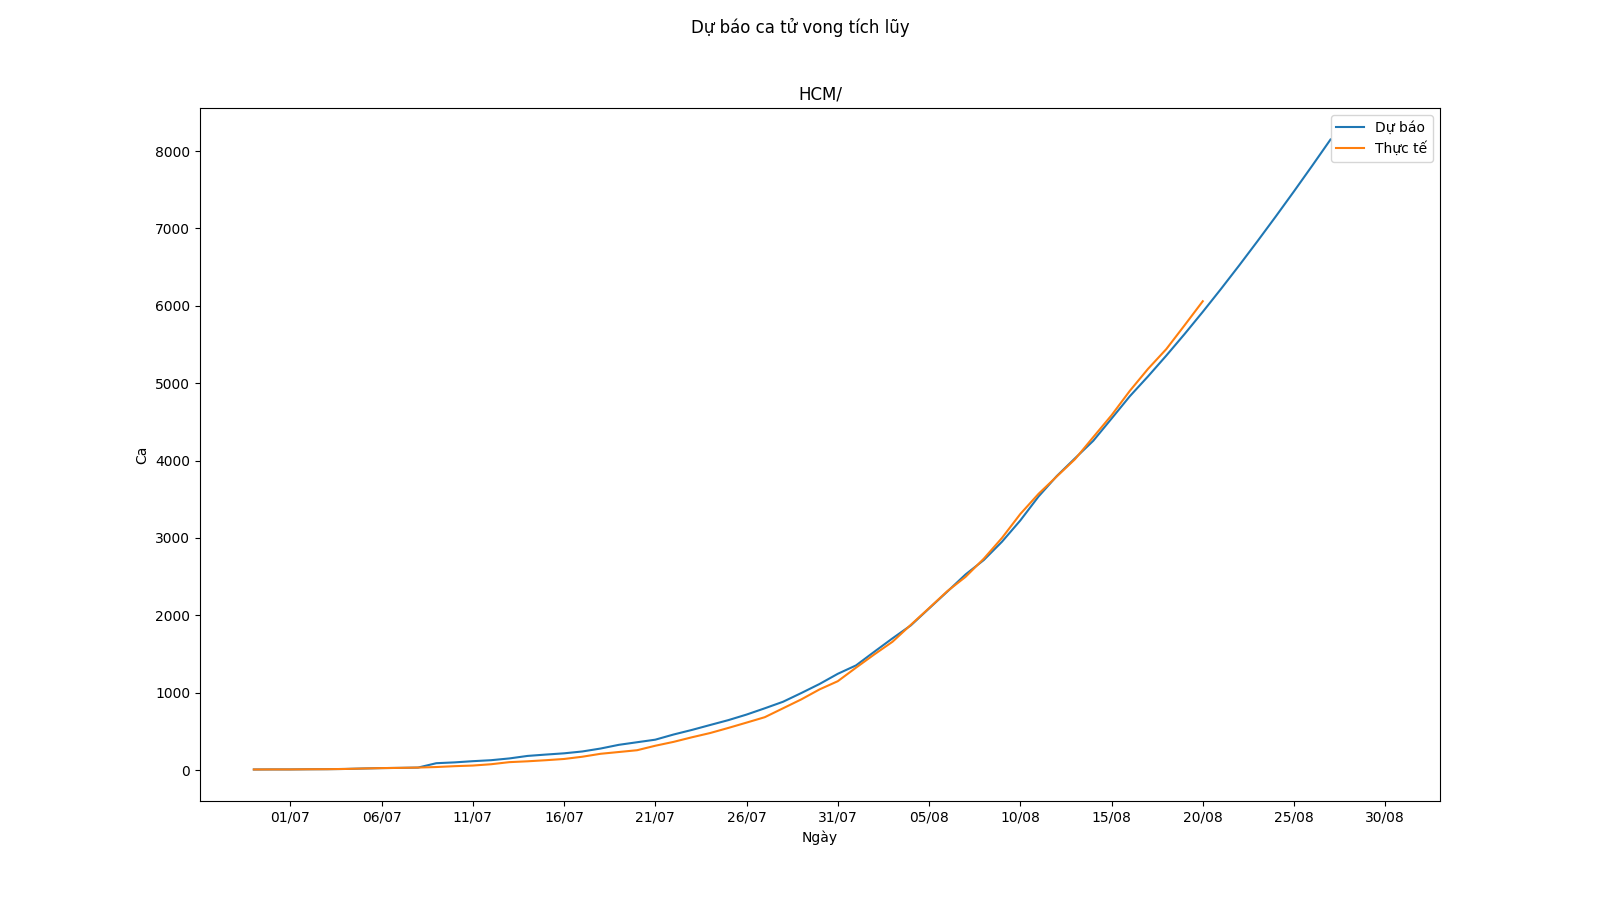 Dự báo ca tử vong tích lũy
HCM/
Dự báo
Thực tế
8000
7000
6000
5000
4000
3000
2000
1000
0
Ca
01/07 06/07 11/07 16/07 21/07 26/07 31/07 05/08 10/08 15/08 20/08 25/08 30/08
Ngày